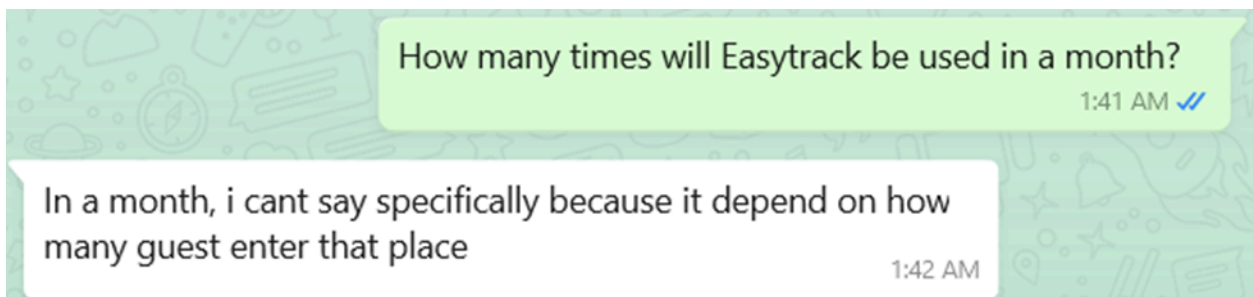 How many times will Easytrack be used in a month?
1:41 AM
In a month, i cant say specifically because it depend on how
many guest enter that place
1:42 AM